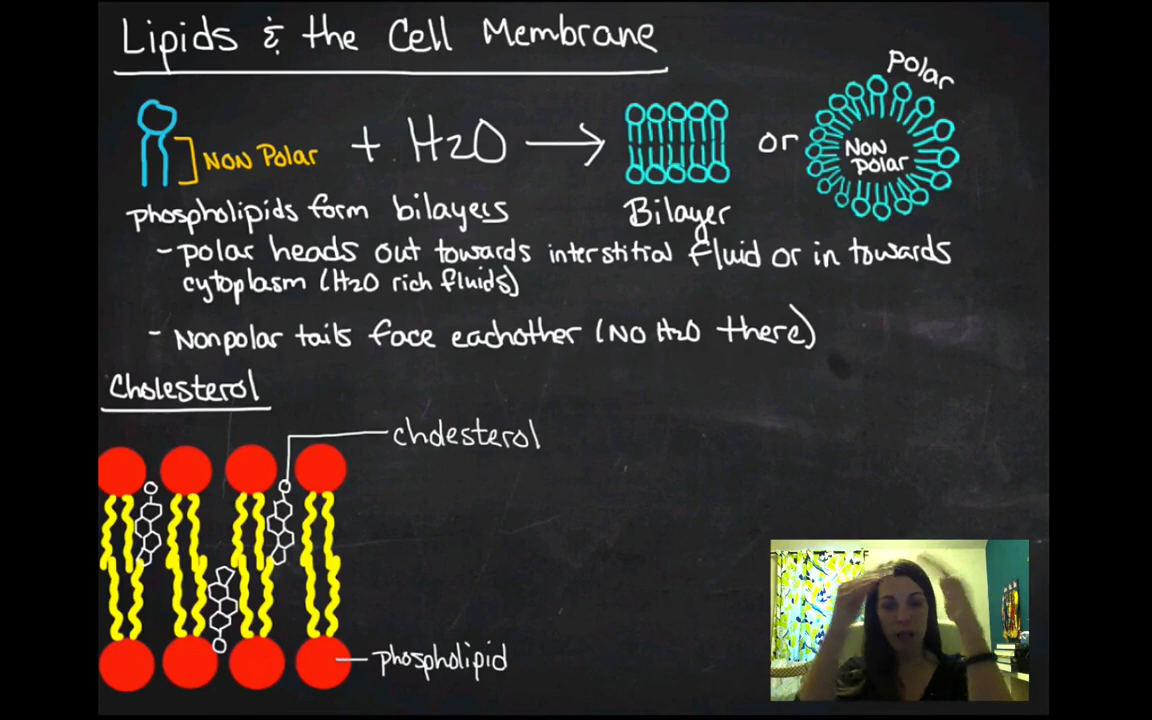 Lipids & the Cell Membrane
Polar
NON Polar + H2O → or
NON Polar
phospholipids form bilayers
Bilayer
- polar heads out towards interstitial fluid or in towards
cytoplasm (H2O rich fluids)
- Nonpolar tails face eachother (NO H2O there)
Cholesterol
cholesterol
phospholipid